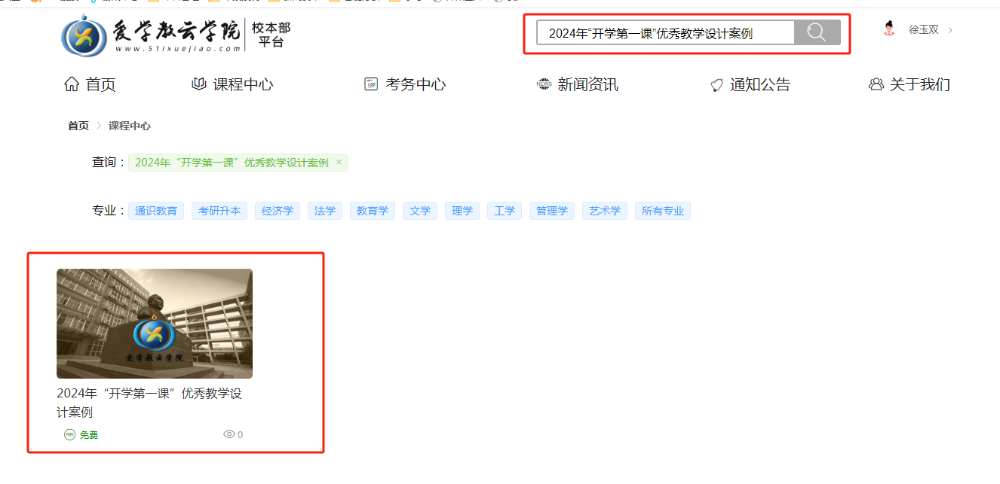 爱学教云学院
www.51ixuejiao.com
校本部
平台
2024年“开学第一课”优秀教学设计案例
徐玉双
首页
课程中心
考务中心
NEWS 新闻资讯
通知公告
关于我们
首页 > 课程中心
查询：2024年“开学第一课”优秀教学设计案例 ×
专业：通识教育 考研升本 经济学 法学 教育学 文学 理学 工学 管理学 艺术学 所有专业
爱学教云学院
2024年“开学第一课”优秀教学设
计案例
FREE 免费
0